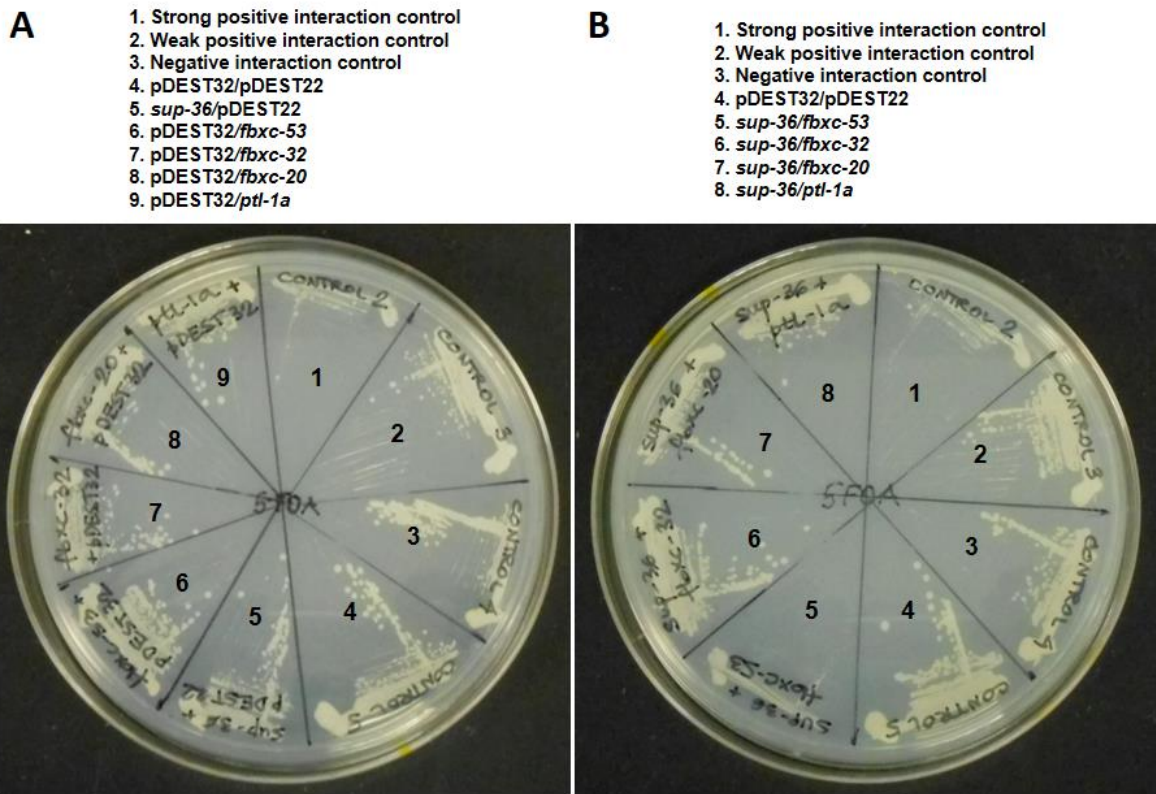 A
1. Strong positive interaction control
2. Weak positive interaction control
3. Negative interaction control
4. pDEST32/pDEST22
5. sup-36/pDEST22
6. pDEST32/fbxc-53
7. pDEST32/fbxc-32
8. pDEST32/fbxc-20
9. pDEST32/ptl-1a
B
1. Strong positive interaction control
2. Weak positive interaction control
3. Negative interaction control
4. pDEST32/pDEST22
5. sup-36/fbxc-53
6. sup-36/fbxc-32
7. sup-36/fbxc-20
8. sup-36/ptl-1a
CONTROL 2
1
CONTROL 3
2
CONTROL 4
3
CONTROL 5
4
sup-36 +
pDEST22
5
fbxc-53 +
pDEST 32
6
fbxc-32
+ pDEST32
7
fbxc-20 +
pDEST32
8
ptl-1a +
pDEST32
9
5-FOA
CONTROL 2
1
CONTROL 3
2
CONTROL 4
3
CONTROL 5
4
SUP-36 +
fbxc-53
5
Sup-36 +
fbxc-32
6
sup-36 +
fbxc-20
7
Sup-36 +
ptl-1a
8
5FOA